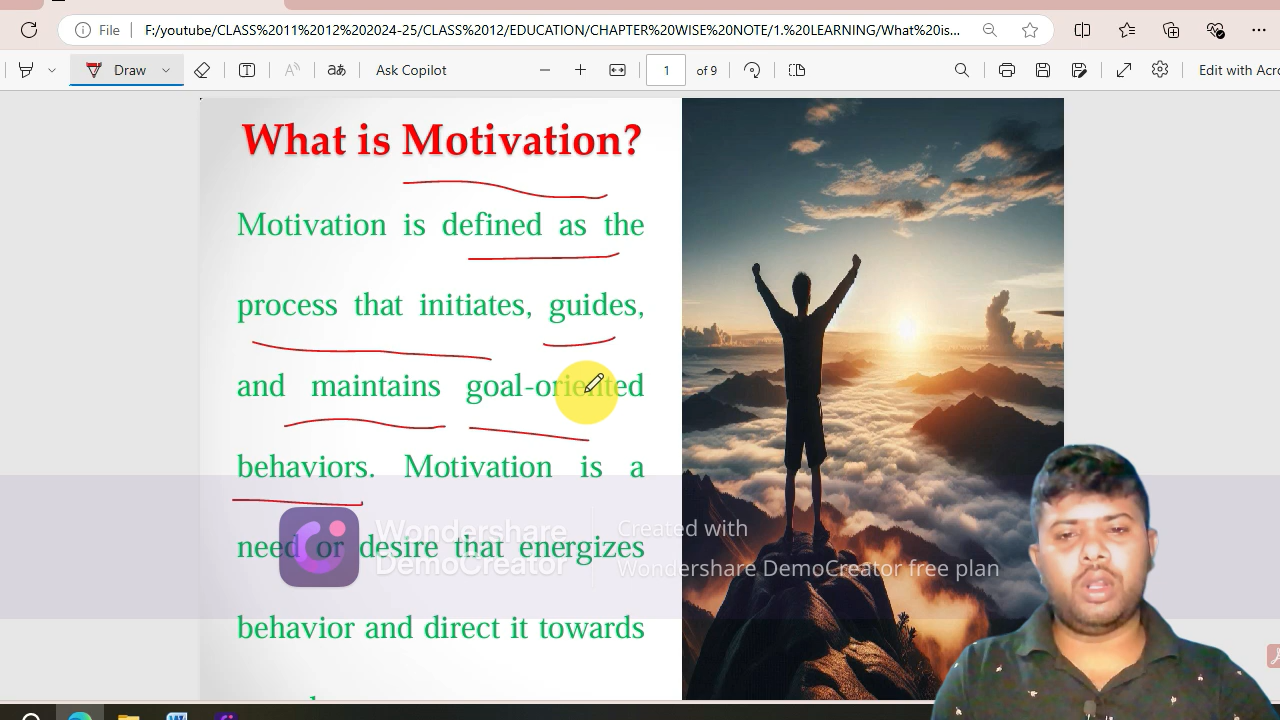 File
F:/youtube/CLASS%2011%2012%202024-25/CLASS%2012/EDUCATION/CHAPTER%20WISE%20NOTE/1.%20LEARNING/What%20is...
Draw
Ask Copilot
1 of 9
Edit with Acro
What is Motivation?
Motivation is defined as the
process that initiates, guides,
and maintains goal-oriented
behaviors. Motivation is a
need or desire that energizes
behavior and direct it towards
Wondershare
DemoCreator
Created with
Wondershare DemoCreator free plan